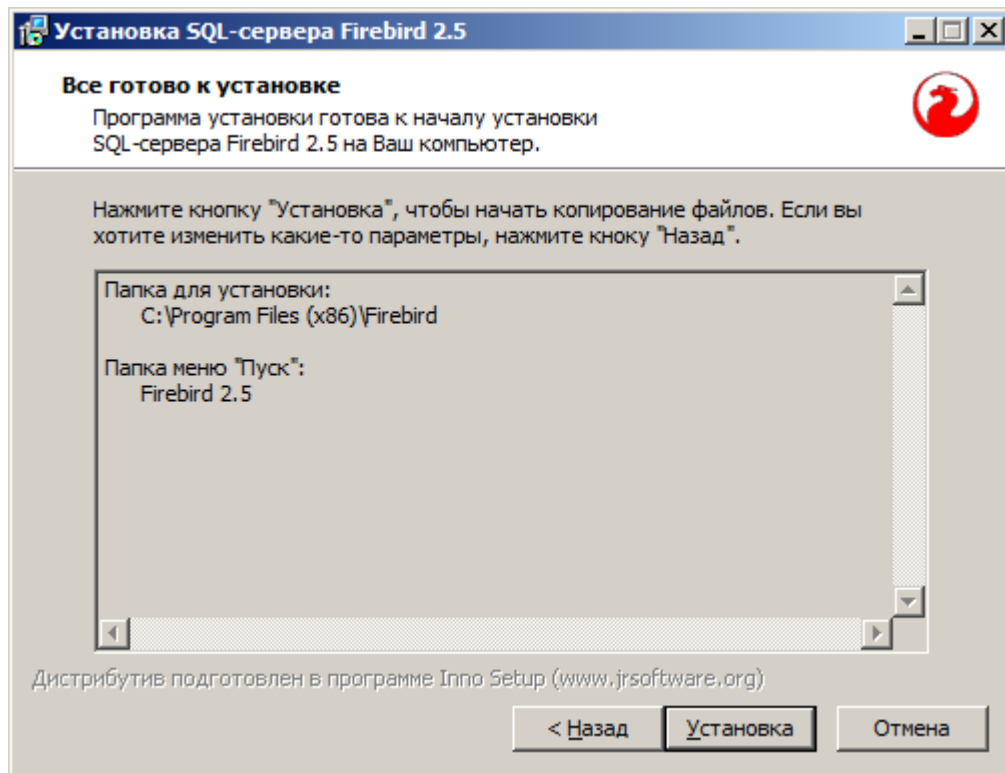 Установка SQL-сервера Firebird 2.5
Все готово к установке
Программа установки готова к началу установки
SQL-сервера Firebird 2.5 на Ваш компьютер.
Нажмите кнопку "Установка", чтобы начать копирование файлов. Если вы
хотите изменить какие-то параметры, нажмите кноку "Назад".
Папка для установки:
C:\Program Files (x86)\Firebird
Папка меню "Пуск":
Firebird 2.5
Дистрибутив подготовлен в программе Inno Setup (www.jrsoftware.org)
< Назад
Установка
Отмена